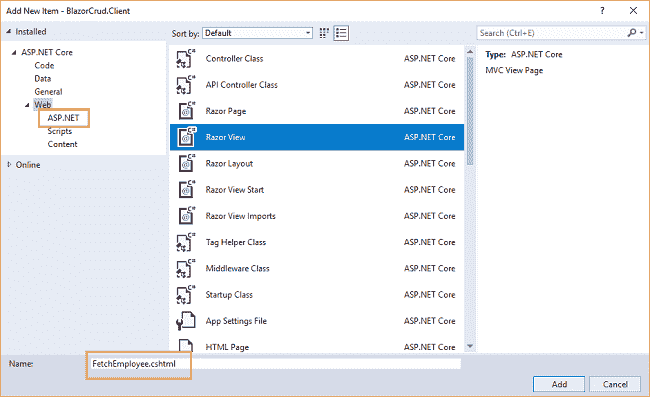 Add New Item - BlazorCrud.Client
? X
Installed
Sort by: Default
Search (Ctrl+E)
ASP.NET Core
Code
Data
General
Web
ASP.NET
Scripts
Content
Online
Controller Class ASP.NET Core
API Controller Class ASP.NET Core
Razor Page ASP.NET Core
Razor View ASP.NET Core
Razor Layout ASP.NET Core
Razor View Start ASP.NET Core
Razor View Imports ASP.NET Core
Tag Helper Class ASP.NET Core
Middleware Class ASP.NET Core
Startup Class ASP.NET Core
App Settings File ASP.NET Core
HTML Page ASP.NET Core
Type: ASP.NET Core
MVC View Page
Name: FetchEmployee.cshtml
Add Cancel